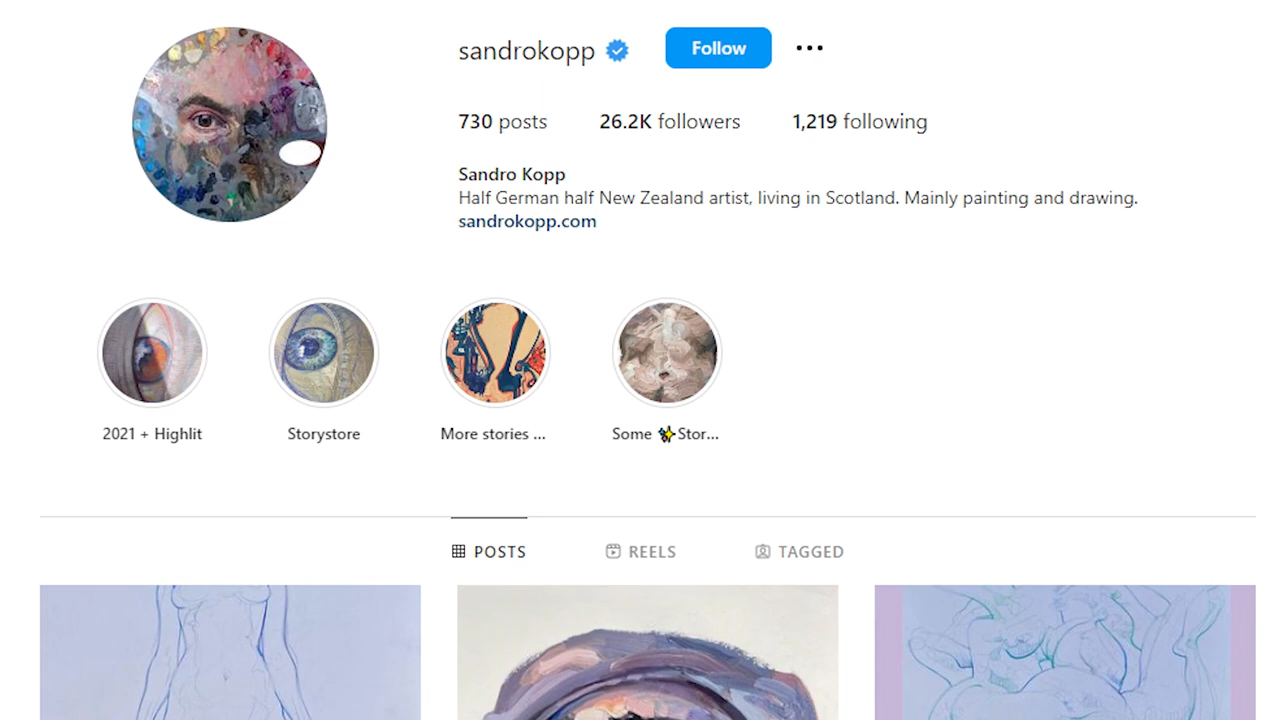 sandrokopp Follow
730 posts 26.2K followers 1,219 following
Sandro Kopp
Half German half New Zealand artist, living in Scotland. Mainly painting and drawing.
sandrokopp.com
2021 + Highlit Storystore More stories ... Some ✨Stor...
POSTS REELS TAGGED